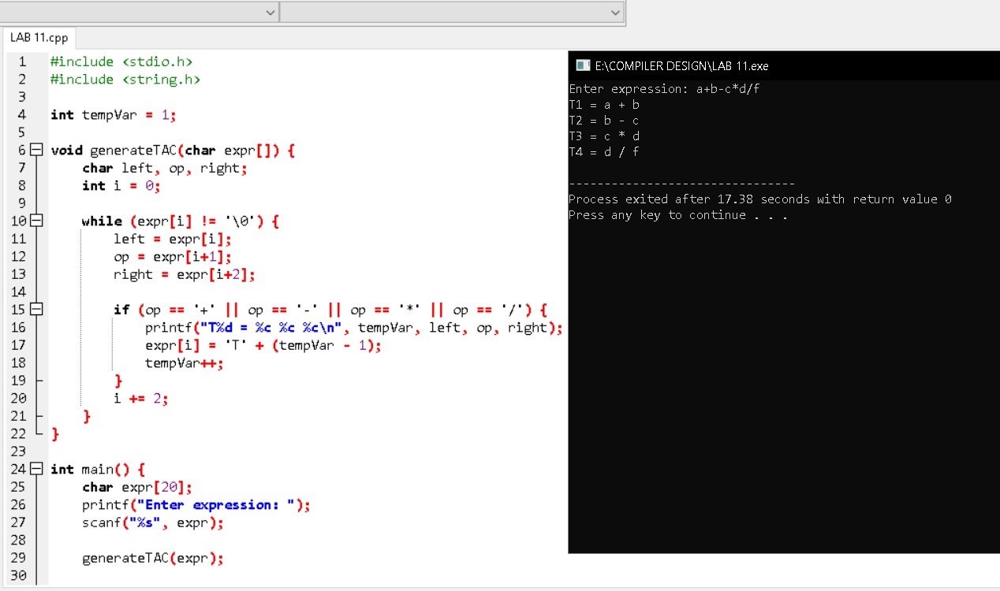 LAB 11.cpp
1 #include <stdio.h>
2 #include <string.h>
3
4 int tempVar = 1;
5
6 void generateTAC(char expr[]) {
7     char left, op, right;
8     int i = 0;
9
10     while (expr[i] != '\0') {
11         left = expr[i];
12         op = expr[i+1];
13         right = expr[i+2];
14
15         if (op == '+' || op == '-' || op == '*' || op == '/') {
16             printf("T%d = %c %c %c\n", tempVar, left, op, right);
17             expr[i] = 'T' + (tempVar - 1);
18             tempVar++;
19         }
20         i += 2;
21     }
22 }
23
24 int main() {
25     char expr[20];
26     printf("Enter expression: ");
27     scanf("%s", expr);
28
29     generateTAC(expr);
30
E:\COMPILER DESIGN\LAB 11.exe
Enter expression: a+b-c*d/f
T1 = a + b
T2 = b - c
T3 = c * d
T4 = d / f
--------------------------------
Process exited after 17.38 seconds with return value 0
Press any key to continue . . .